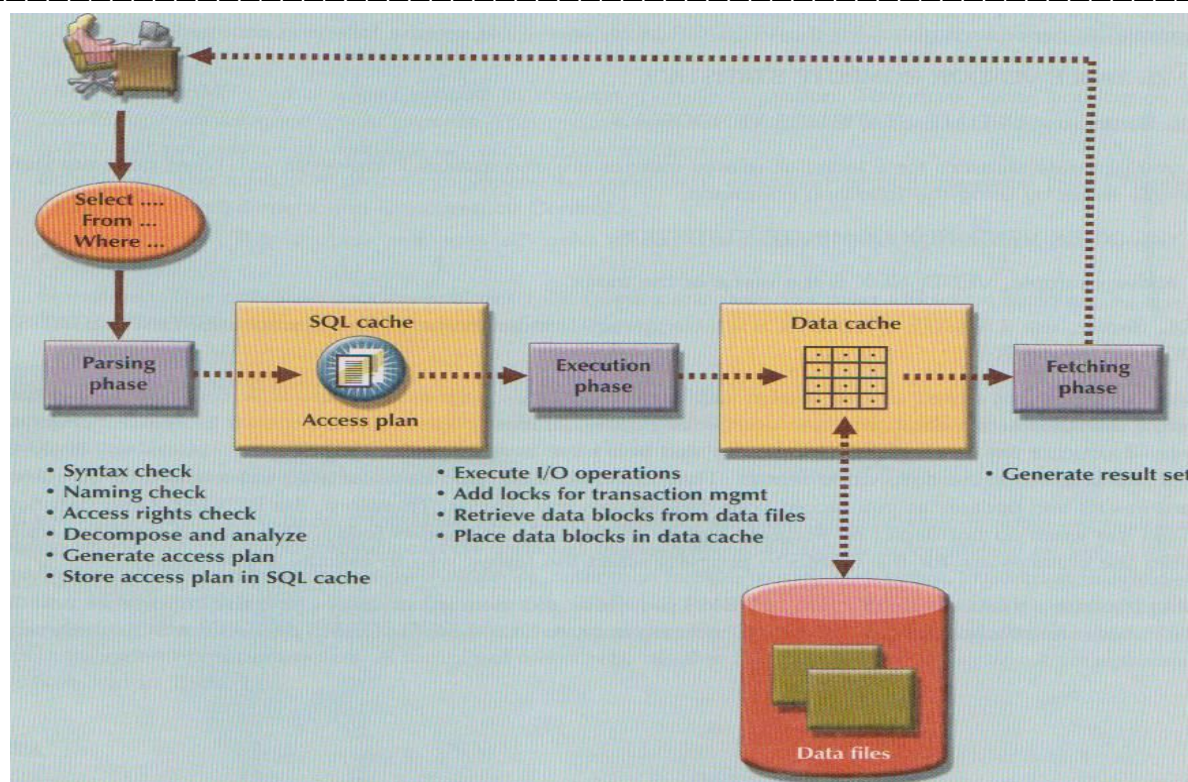 Select ....
From ...
Where ...
Parsing
phase
SQL cache
Access plan
Execution
phase
Data cache
Fetching
phase
• Syntax check
• Naming check
• Access rights check
• Decompose and analyze
• Generate access plan
• Store access plan in SQL cache
• Execute I/O operations
• Add locks for transaction mgmt
• Retrieve data blocks from data files
• Place data blocks in data cache
• Generate result set
Data files